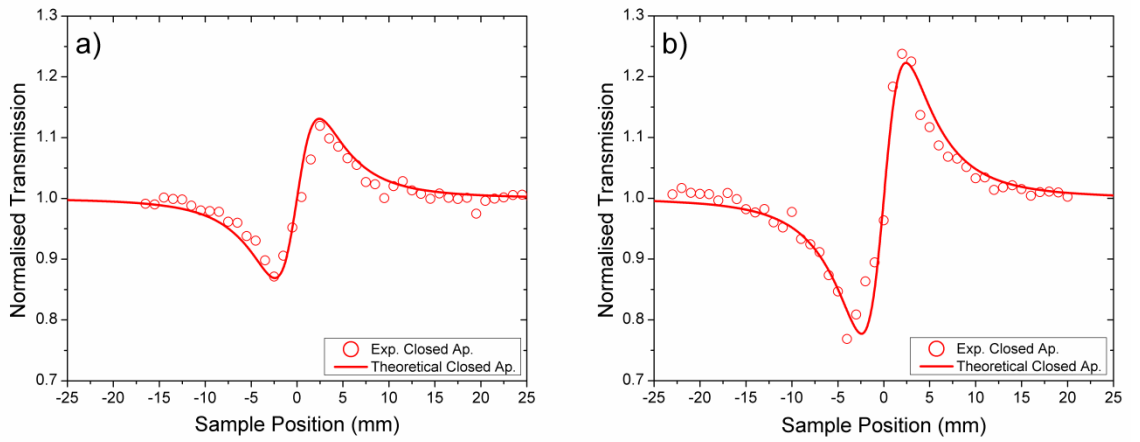 a)
1.3
1.2
1.1
1.0
0.9
0.8
0.7
Normalised Transmission
-25 -20 -15 -10 -5 0 5 10 15 20 25
Sample Position (mm)
Exp. Closed Ap.
Theoretical Closed Ap.
b)
1.3
1.2
1.1
1.0
0.9
0.8
0.7
Normalised Transmission
-25 -20 -15 -10 -5 0 5 10 15 20 25
Sample Position (mm)
Exp. Closed Ap.
Theoretical Closed Ap.